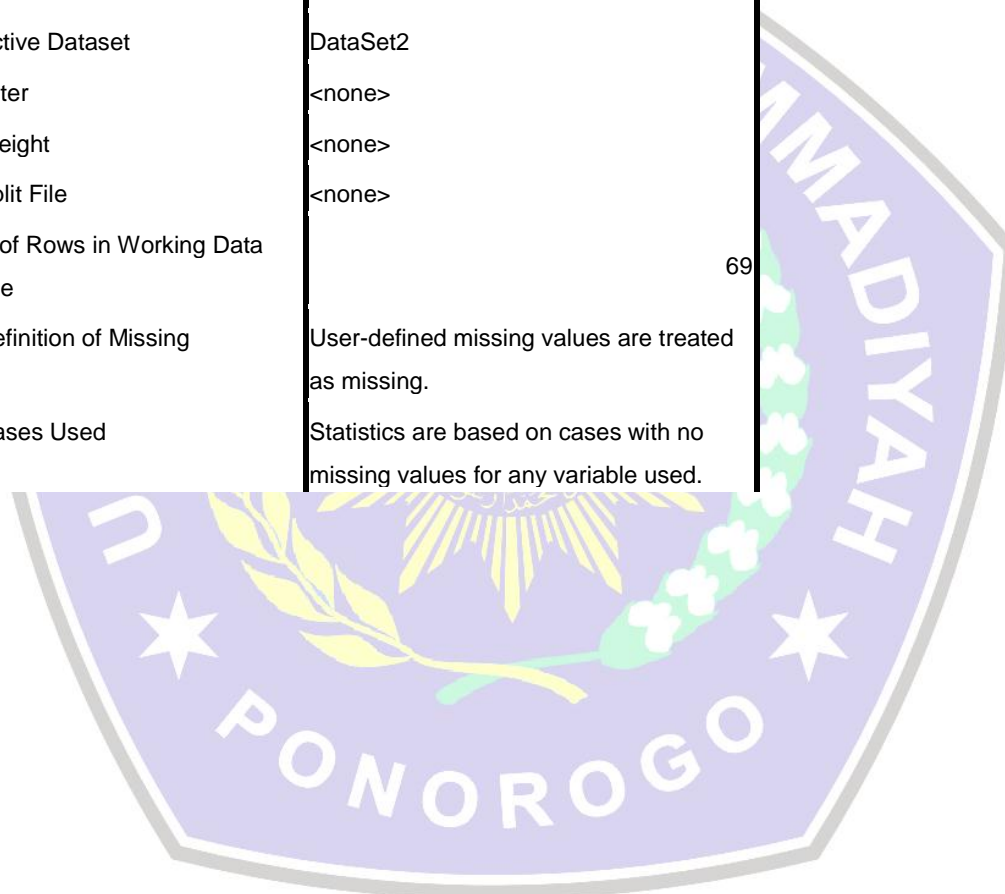 ctive Dataset DataSet2
ter <none>
eight <none>
plit File <none>
of Rows in Working Data
e
69
efinition of Missing User-defined missing values are treated
as missing.
ases Used Statistics are based on cases with no
missing values for any variable used.
U MMADIYAH
PONOROGO